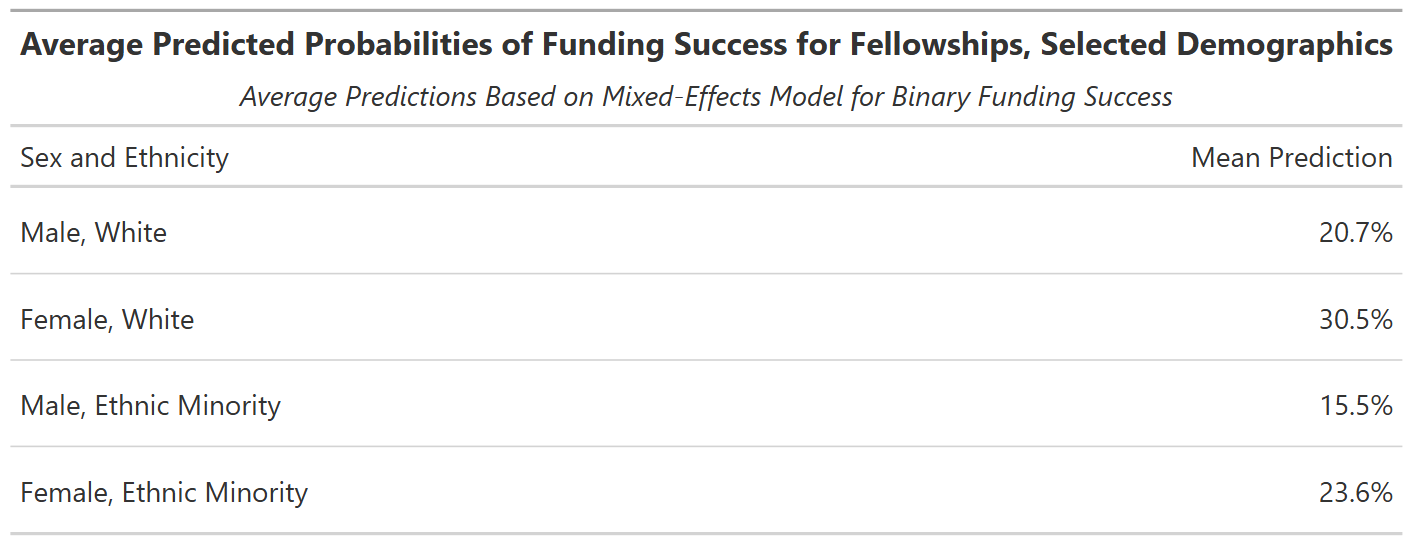 Average Predicted Probabilities of Funding Success for Fellowships, Selected Demographics
Average Predictions Based on Mixed-Effects Model for Binary Funding Success
Sex and Ethnicity Mean Prediction
Male, White 20.7%
Female, White 30.5%
Male, Ethnic Minority 15.5%
Female, Ethnic Minority 23.6%